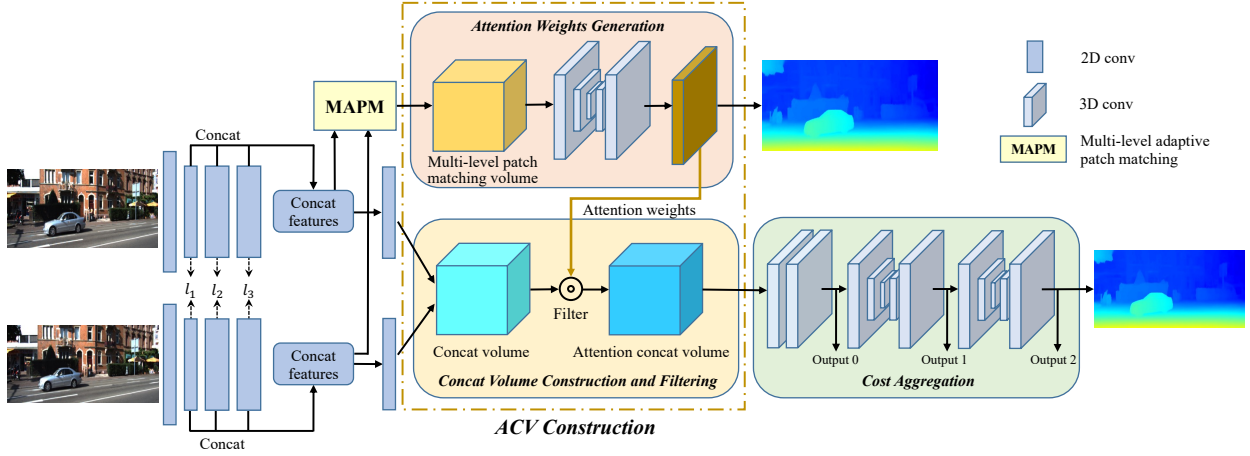 Attention Weights Generation
Multi-level patch
matching volume
MAPM
Concat
Concat
features
l1
l2
l3
Concat
features
Concat
Attention weights
Filter
Concat volume
Attention concat volume
Concat Volume Construction and Filtering
ACV Construction
Output 0
Output 1
Output 2
Cost Aggregation
2D conv
3D conv
MAPM
Multi-level adaptive
patch matching